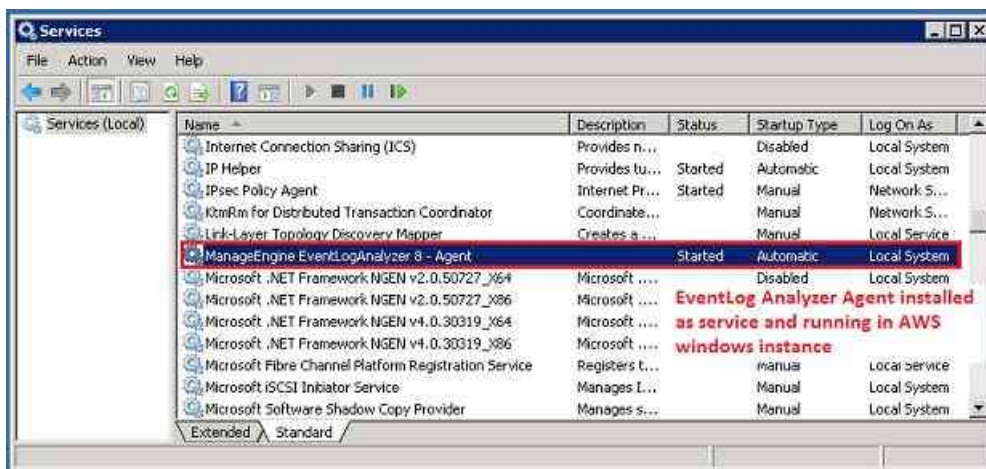 Services
File Action View Help
Services (Local)
Name Description Status Startup Type Log On As
Internet Connection Sharing (ICS) Provides n... Disabled Local System
IP Helper Provides tu... Started Automatic Local System
IPsec Policy Agent Internet Pr... Started Manual Network S...
KtmRm for Distributed Transaction Coordinator Coordinate... Manual Network S...
Link-Layer Topology Discovery Mapper Creates a ... Manual Local Service
ManageEngine EventLogAnalyzer 8 - Agent Started Automatic Local System
Microsoft .NET Framework NGEN v2.0.50727_X64 Microsoft .... Disabled Local System
Microsoft .NET Framework NGEN v2.0.50727_X86 Microsoft ....
Microsoft .NET Framework NGEN v4.0.30319_X64 Microsoft ....
Microsoft .NET Framework NGEN v4.0.30319_X86 Microsoft ....
EventLog Analyzer Agent installed
as service and running in AWS
windows instance
Microsoft Fibre Channel Platform Registration Service Registers t... Manual Local Service
Microsoft iSCSI Initiator Service Manages I... Manual Local System
Microsoft Software Shadow Copy Provider Manages s... Manual Local System
Extended Standard